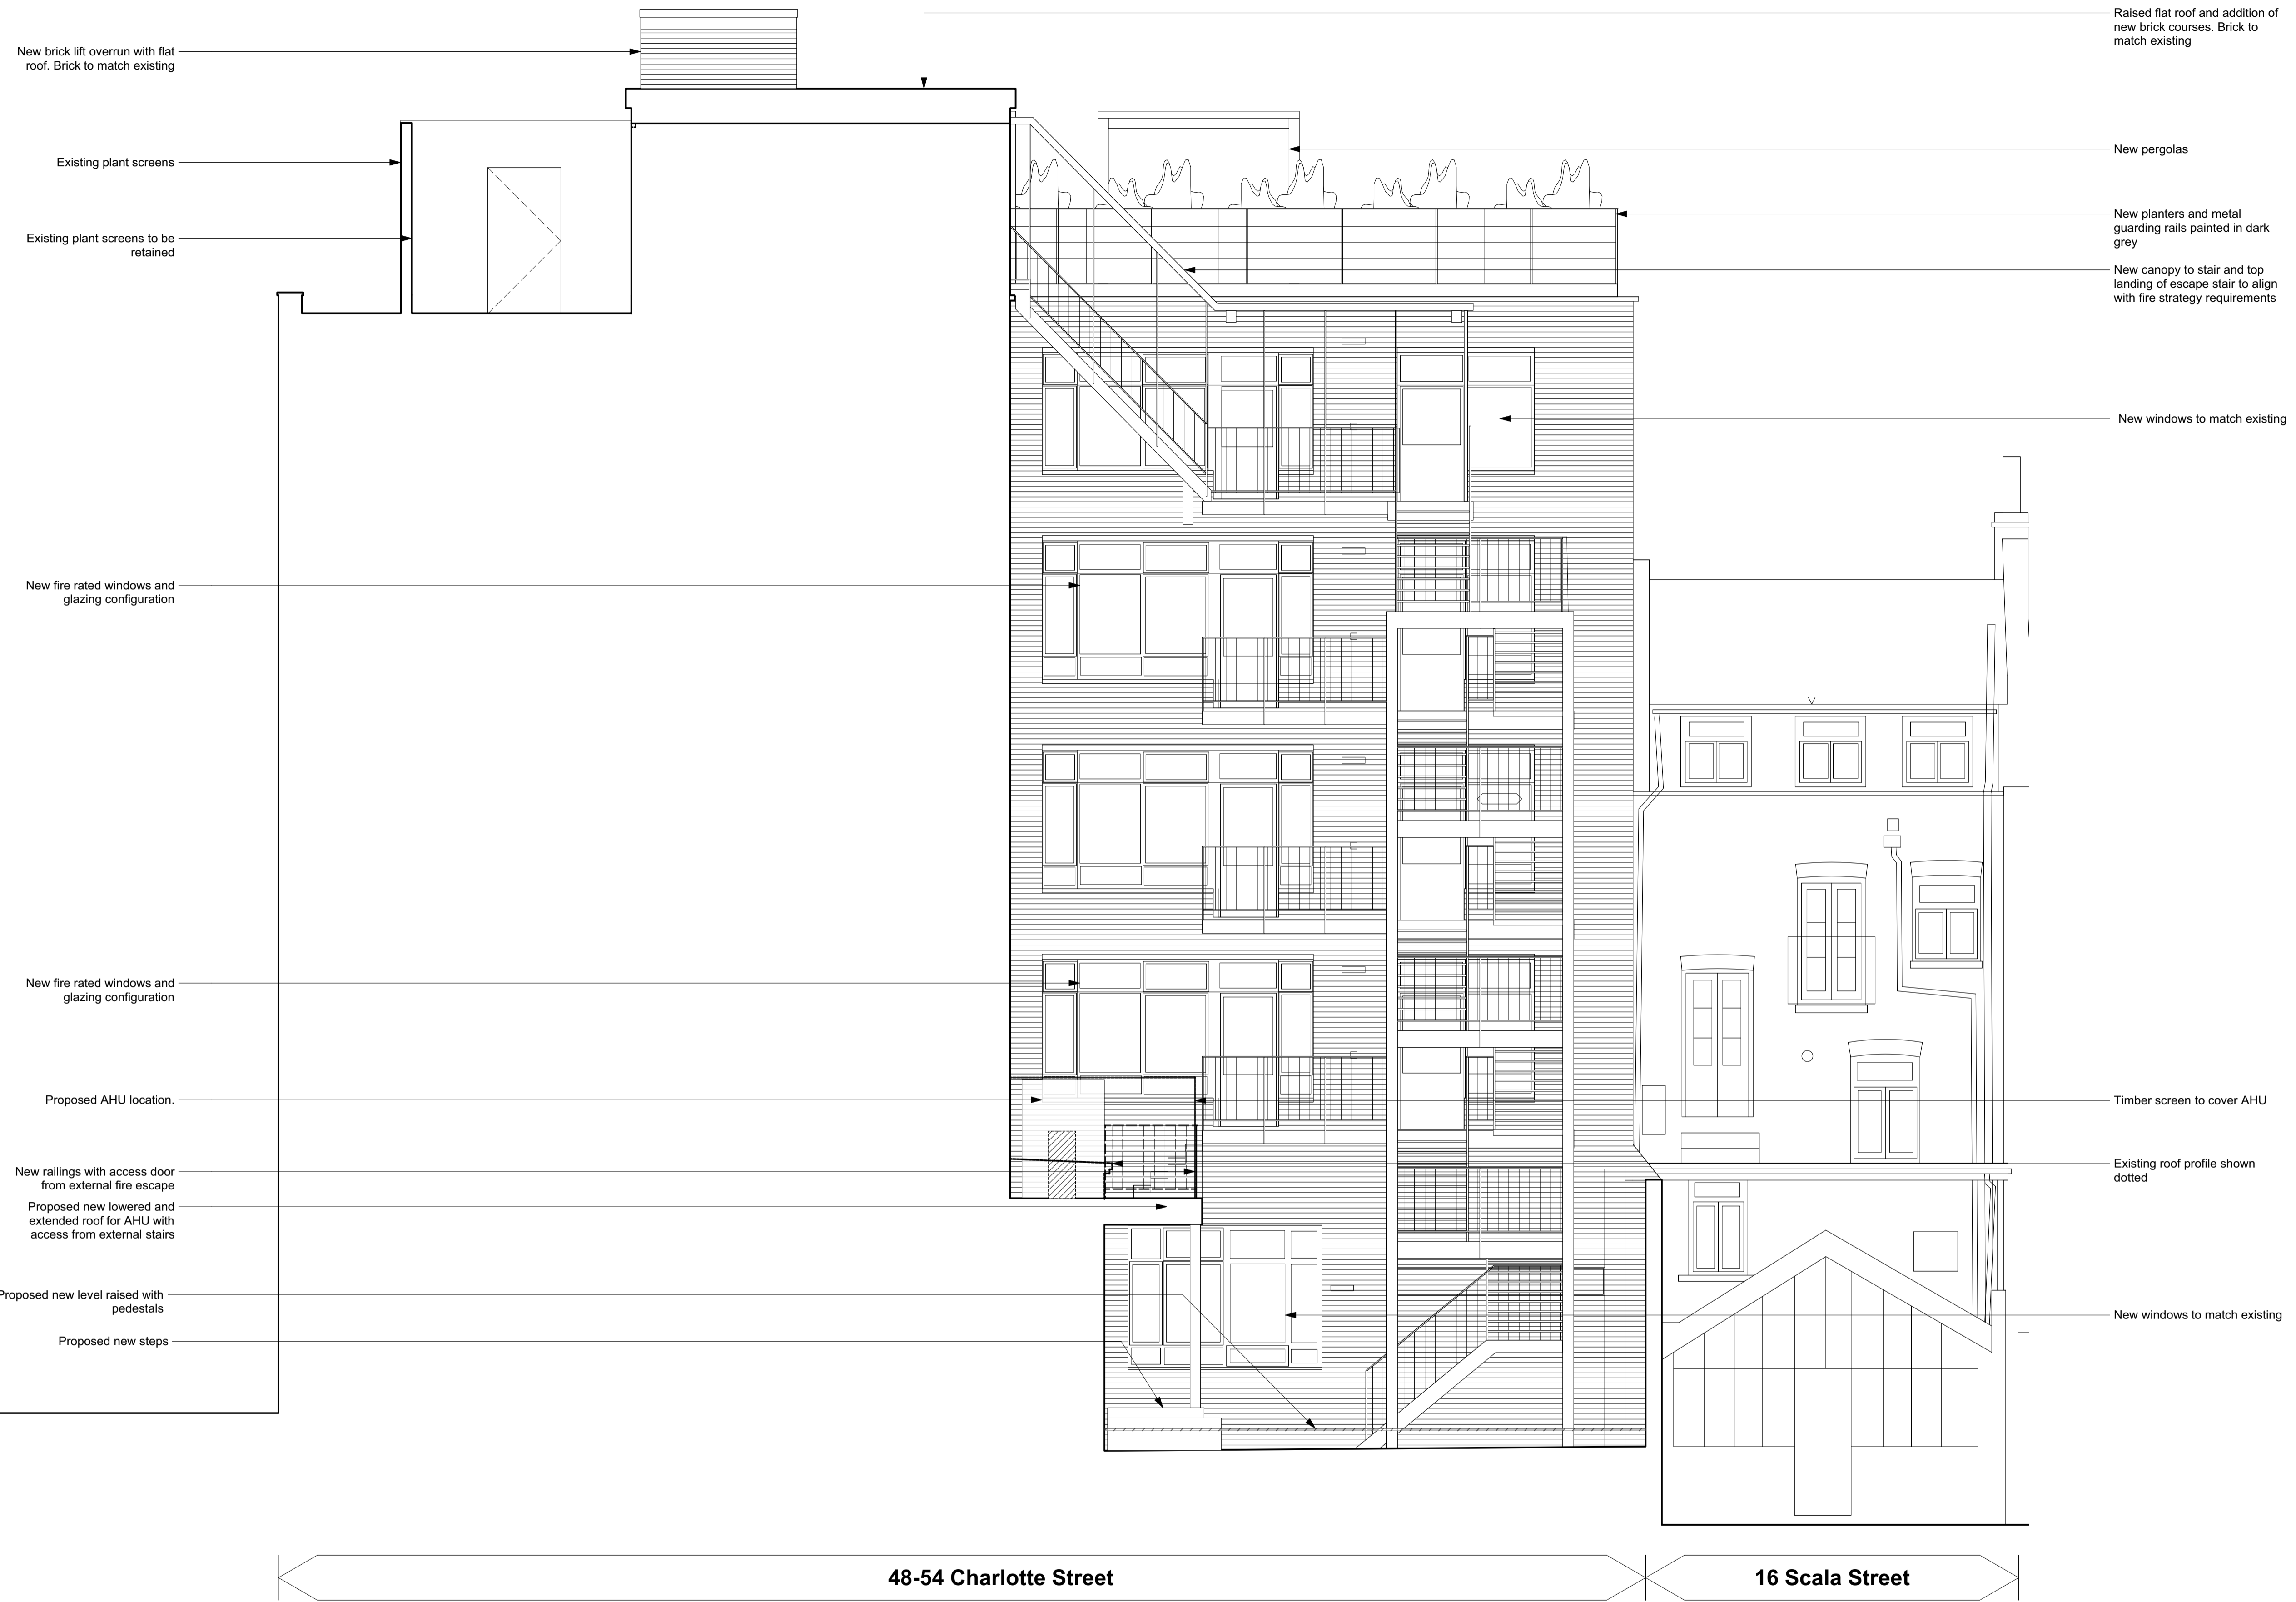 New brick lift overrun with flat
roof. Brick to match existing
Existing plant screens
Existing plant screens to be
retained
New fire rated windows and
glazing configuration
New fire rated windows and
glazing configuration
Proposed AHU location.
New railings with access door
from external fire escape
Proposed new lowered and
extended roof for AHU with
access from external stairs
Proposed new level raised with
pedestals
Proposed new steps
Raised flat roof and addition of
new brick courses. Brick to
match existing
New pergolas
New planters and metal
guarding rails painted in dark
grey
New canopy to stair and top
landing of escape stair to align
with fire strategy requirements
New windows to match existing
Timber screen to cover AHU
Existing roof profile shown
dotted
New windows to match existing
48-54 Charlotte Street
16 Scala Street